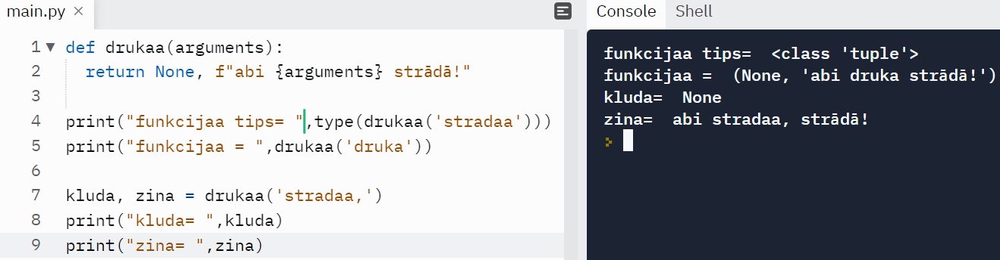 main.py ×
1 def drukaa(arguments):
2   return None, f"abi {arguments} strādā!"
3
4 print("funkcijaa tips= ",type(drukaa('stradaa')))
5 print("funkcijaa = ",drukaa('druka'))
6
7 kluda, zina = drukaa('stradaa,')
8 print("kluda= ",kluda)
9 print("zina= ",zina)
Console Shell
funkcijaa tips=  <class 'tuple'>
funkcijaa =  (None, 'abi druka strādā!')
kluda=  None
zina=  abi stradaa, strādā!